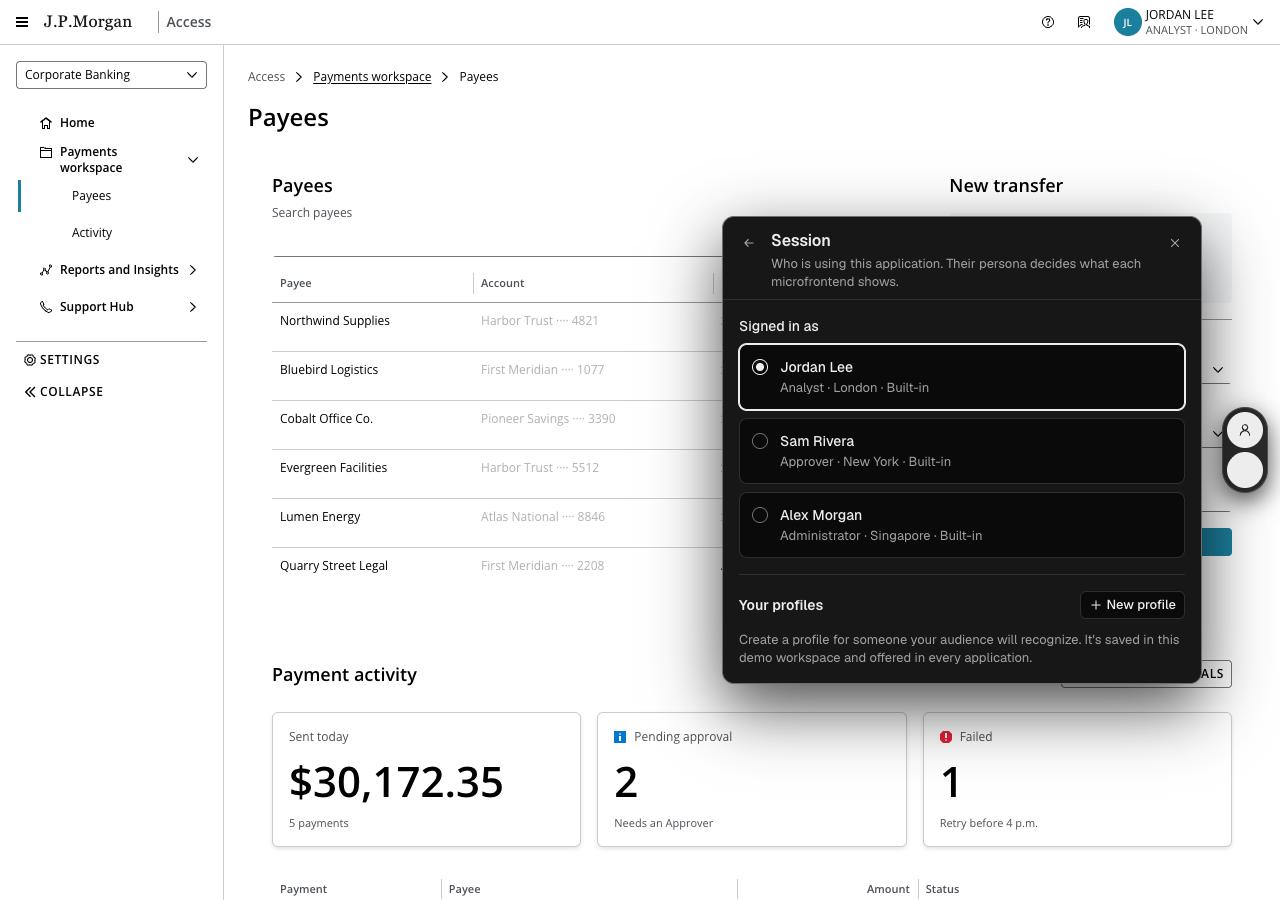 J.P.Morgan
Access
JL
JORDAN LEE
ANALYST · LONDON
Corporate Banking
Home
Payments workspace
Payees
Activity
Reports and Insights
Support Hub
SETTINGS
COLLAPSE
Access
Payments workspace
Payees
Payees
Payees
Search payees
New transfer
Payee
Account
Northwind Supplies
Harbor Trust ···· 4821
Bluebird Logistics
First Meridian ···· 1077
Cobalt Office Co.
Pioneer Savings ···· 3390
Evergreen Facilities
Harbor Trust ···· 5512
Lumen Energy
Atlas National ···· 8846
Quarry Street Legal
First Meridian ···· 2208
Session
Who is using this application. Their persona decides what each
microfrontend shows.
Signed in as
Jordan Lee
Analyst · London · Built-in
Sam Rivera
Approver · New York · Built-in
Alex Morgan
Administrator · Singapore · Built-in
Your profiles
New profile
Create a profile for someone your audience will recognize. It's saved in this
demo workspace and offered in every application.
Payment activity
ALS
Sent today
$30,172.35
5 payments
Pending approval
2
Needs an Approver
Failed
1
Retry before 4 p.m.
Payment
Payee
Amount
Status